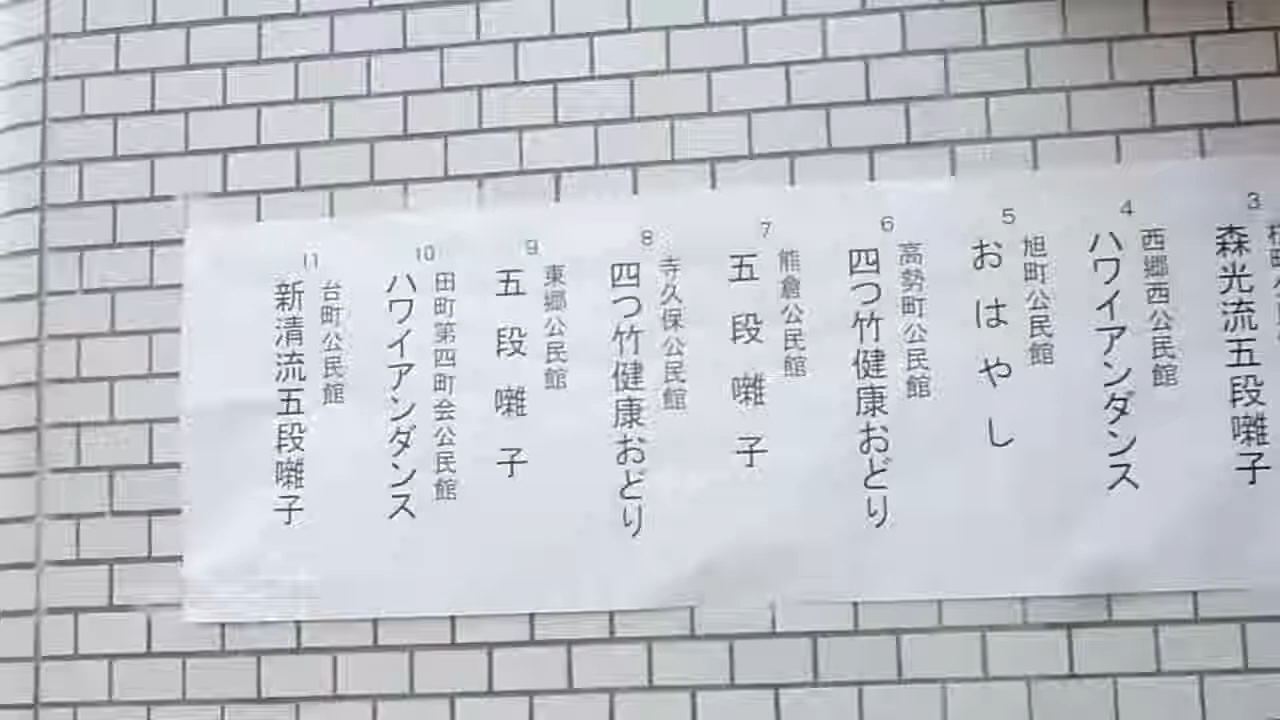 3
森光流五段囃子
4
西郷西公民館
ハワイアンダンス
5
旭町公民館
おはやし
6
高勢町公民館
四つ竹健康おどり
7
熊倉公民館
五段囃子
8
寺久保公民館
四つ竹健康おどり
9
東郷公民館
五段囃子
10
田町第四町会公民館
ハワイアンダンス
11
台町公民館
新清流五段囃子